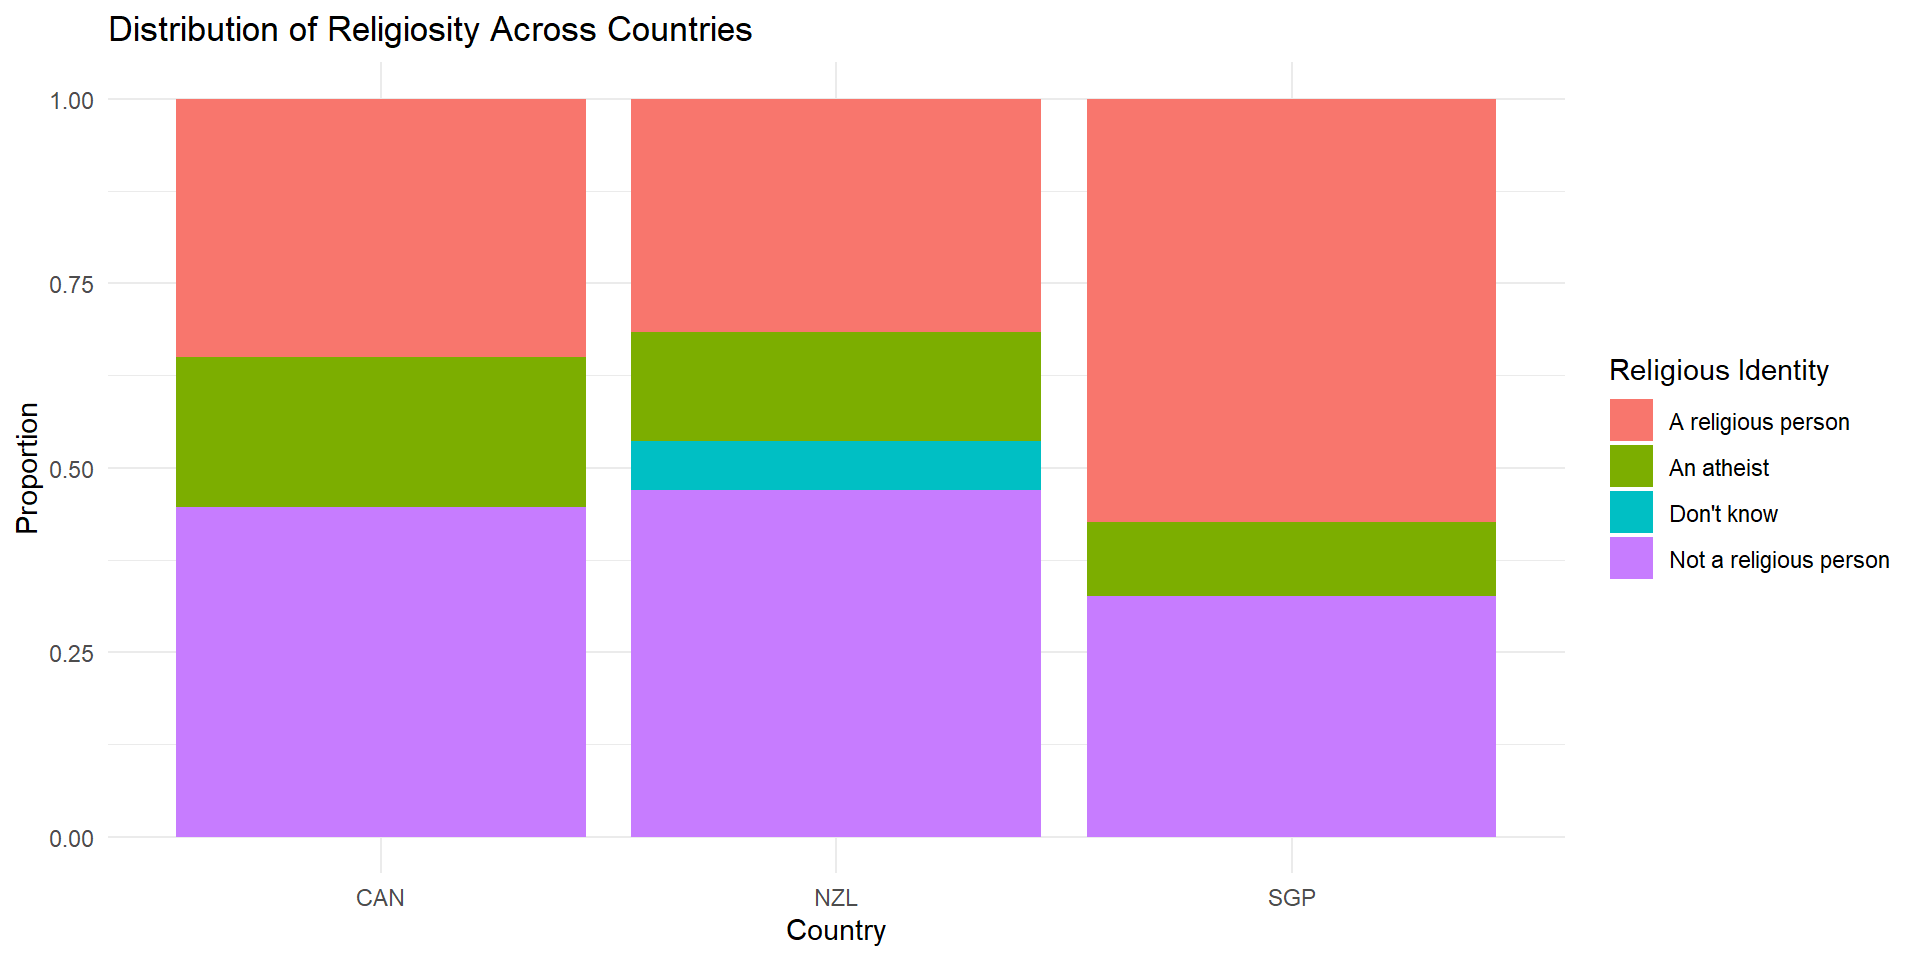 Distribution of Religiosity Across Countries
1.00
0.75
0.50
0.25
0.00
Proportion
CAN
NZL
SGP
Country
Religious Identity
A religious person
An atheist
Don't know
Not a religious person